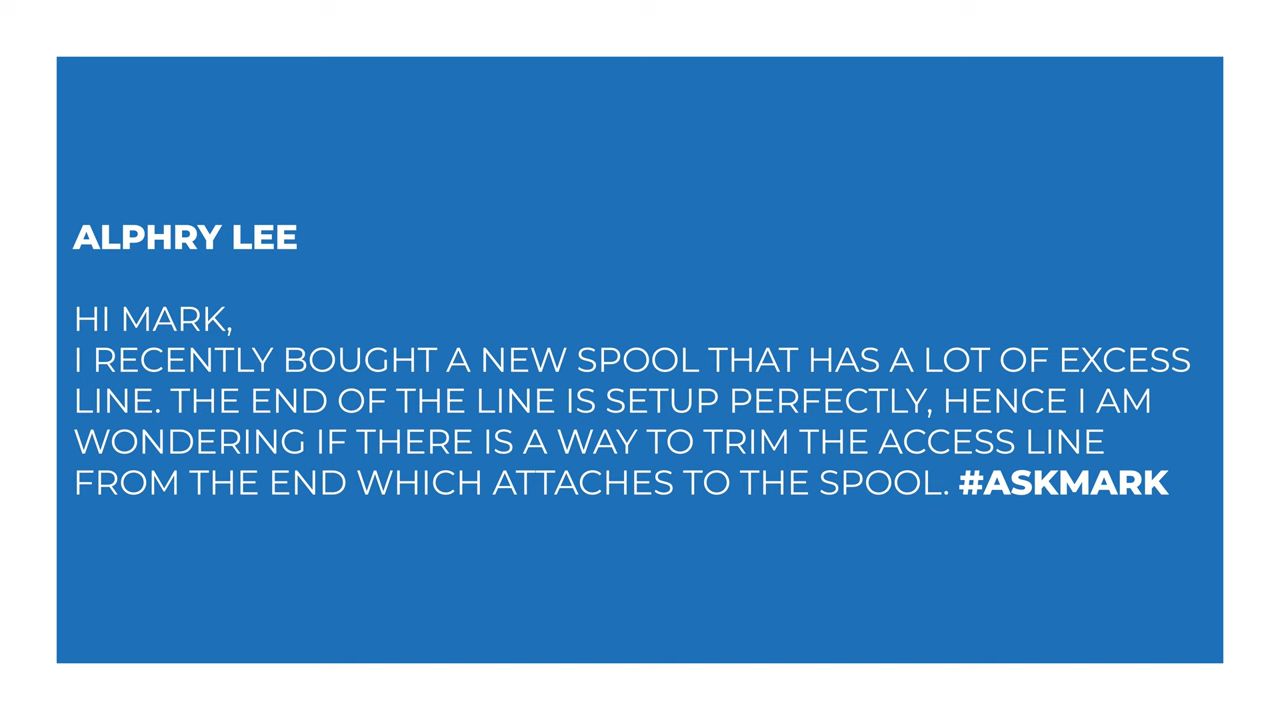 ALPHRY LEE
HI MARK,
I RECENTLY BOUGHT A NEW SPOOL THAT HAS A LOT OF EXCESS
LINE. THE END OF THE LINE IS SETUP PERFECTLY, HENCE I AM
WONDERING IF THERE IS A WAY TO TRIM THE ACCESS LINE
FROM THE END WHICH ATTACHES TO THE SPOOL. #ASKMARK